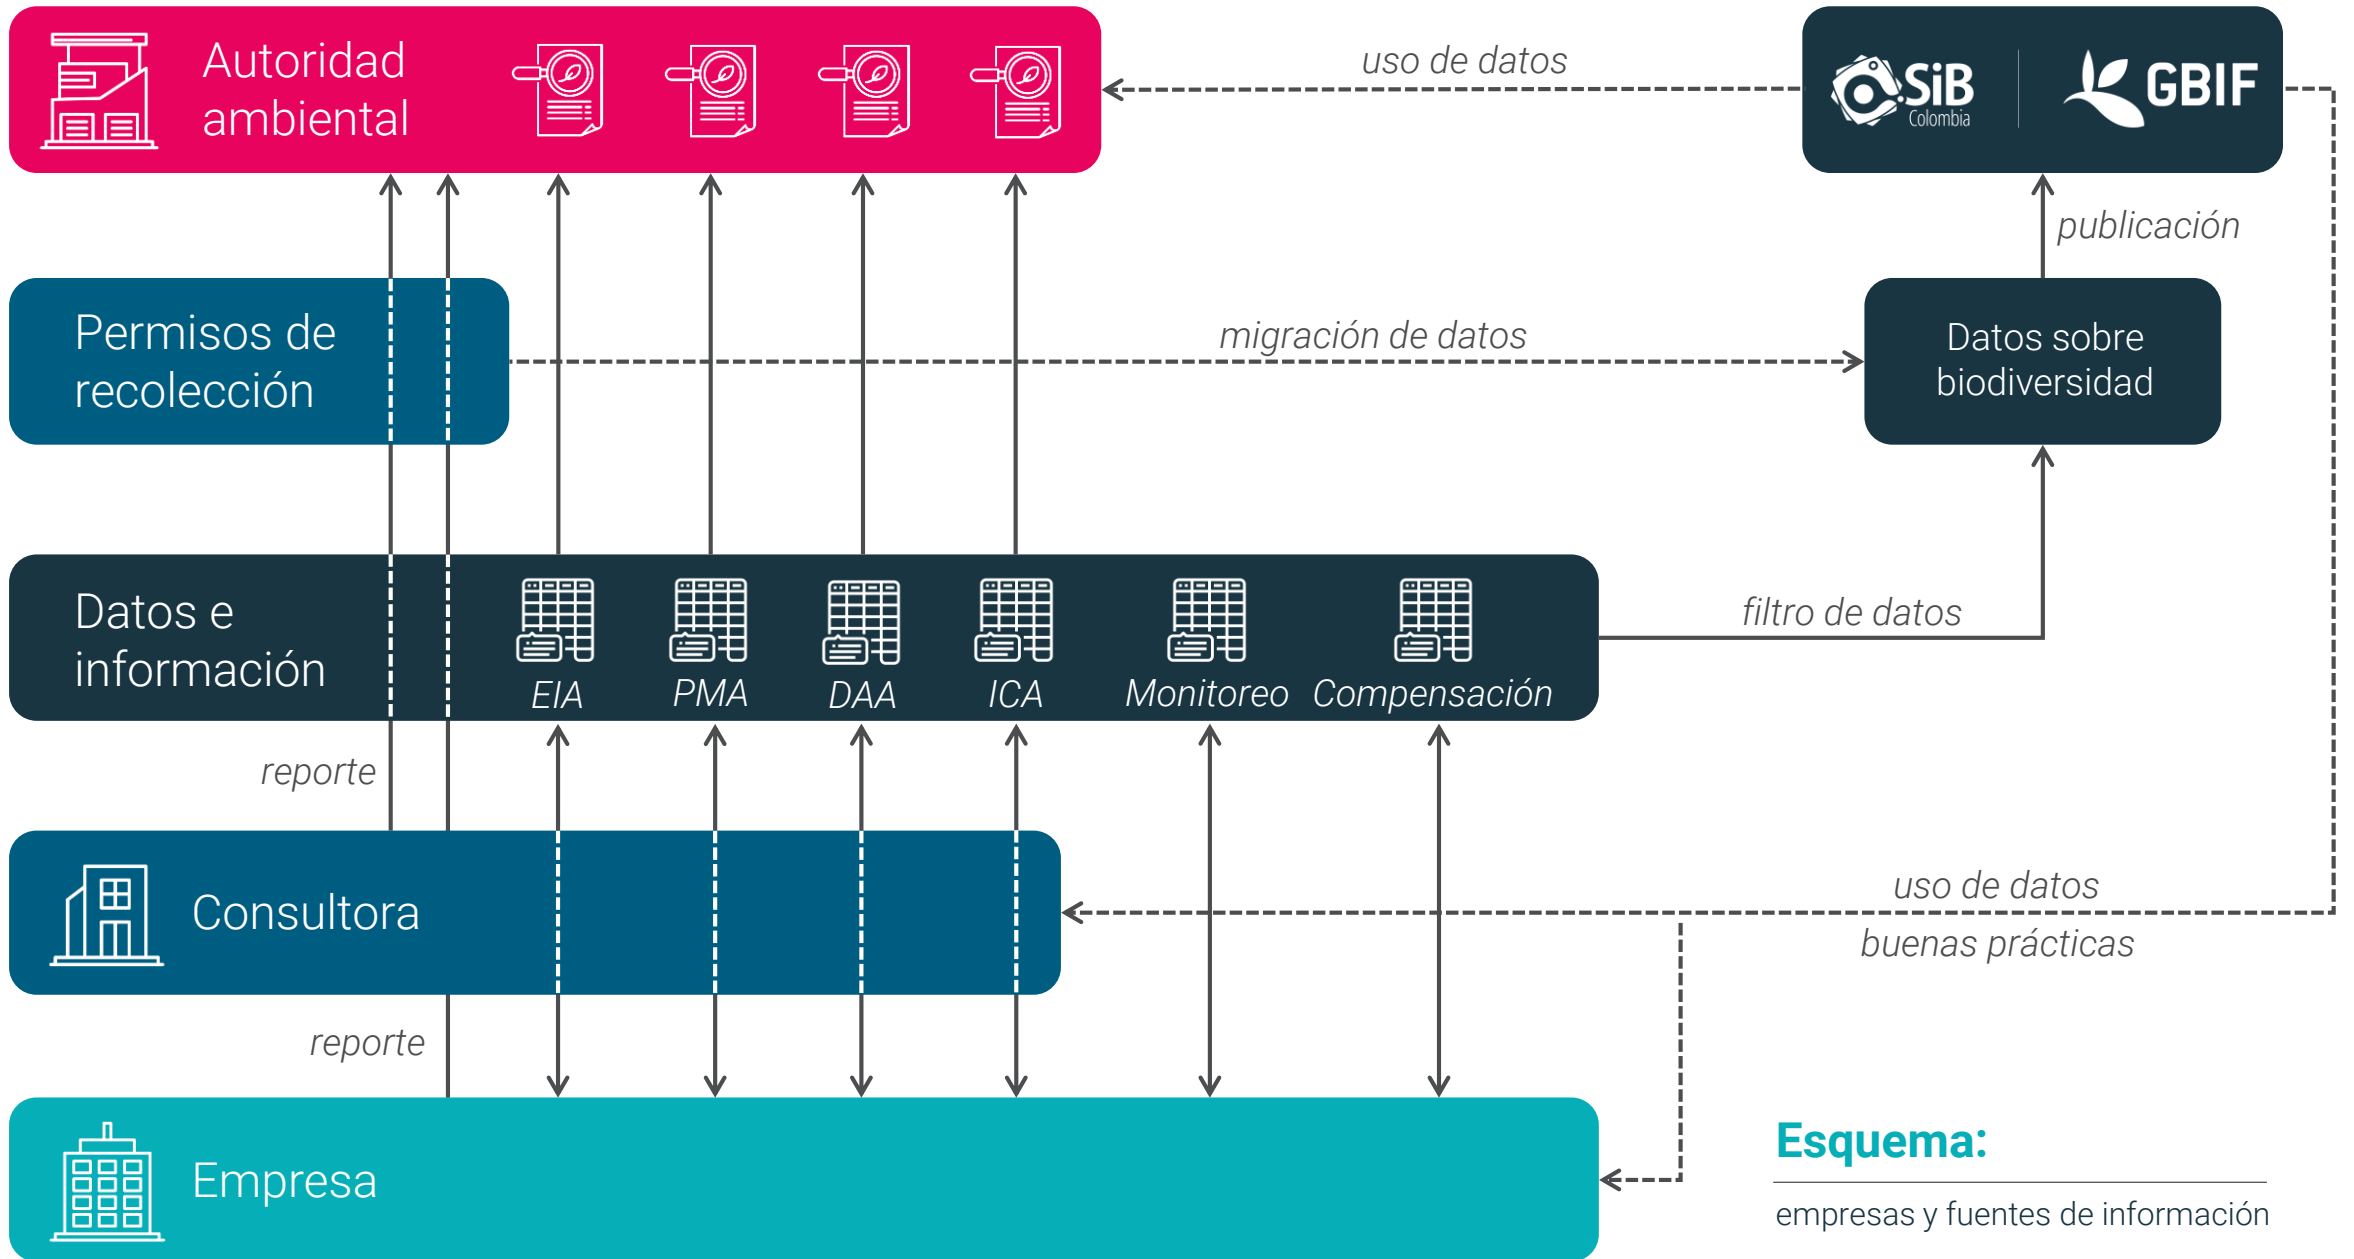 Autoridad
ambiental
uso de datos
SiB
Colombia
GBIF
publicación
Permisos de
recolección
migración de datos
Datos sobre
biodiversidad
Datos e
información
EIA
PMA
DAA
ICA
Monitoreo
Compensación
filtro de datos
reporte
Consultora
uso de datos
buenas prácticas
reporte
Empresa
Esquema:
empresas y fuentes de información